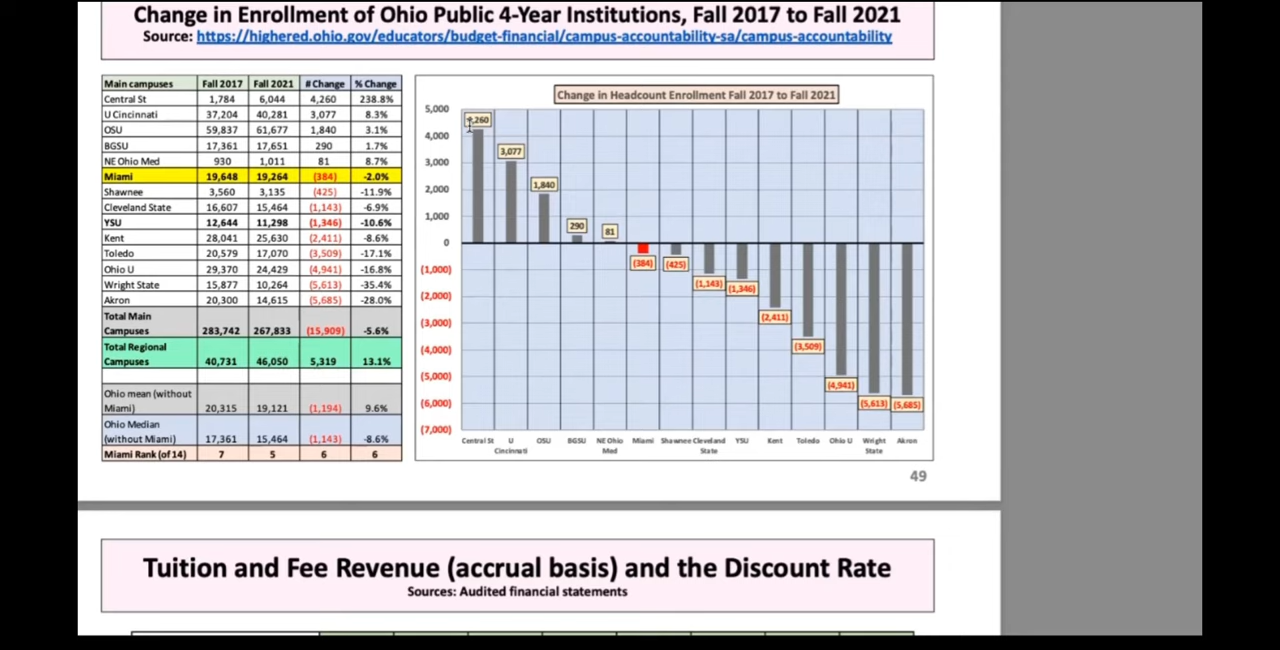 Change in Enrollment of Ohio Public 4-Year Institutions, Fall 2017 to Fall 2021
Source: https://highered.ohio.gov/educators/budget-financial/campus-accountability-sa/campus-accountability
Main campuses Fall 2017 Fall 2021 # Change % Change
Central St 1,784 6,044 4,260 238.8%
U Cincinnati 37,204 40,281 3,077 8.3%
OSU 59,837 61,677 1,840 3.1%
BGSU 17,361 17,651 290 1.7%
NE Ohio Med 930 1,011 81 8.7%
Miami 19,648 19,264 (384) -2.0%
Shawnee 3,560 3,135 (425) -11.9%
Cleveland State 16,607 15,464 (1,143) -6.9%
YSU 12,644 11,298 (1,346) -10.6%
Kent 28,041 25,630 (2,411) -8.6%
Toledo 20,579 17,070 (3,509) -17.1%
Ohio U 29,370 24,429 (4,941) -16.8%
Wright State 15,877 10,264 (5,613) -35.4%
Akron 20,300 14,615 (5,685) -28.0%
Total Main
Campuses 283,742 267,833 (15,909) -5.6%
Total Regional
Campuses 40,731 46,050 5,319 13.1%
Ohio mean (without
Miami) 20,315 19,121 (1,194) 9.6%
Ohio Median
(without Miami) 17,361 15,464 (1,143) -8.6%
Miami Rank (of 14) 7 5 6 6
Change in Headcount Enrollment Fall 2017 to Fall 2021
5,000
4,000
3,000
2,000
1,000
0
(1,000)
(2,000)
(3,000)
(4,000)
(5,000)
(6,000)
(7,000)
4,260
3,077
1,840
290
81
(384)
(425)
(1,143)
(1,346)
(2,411)
(3,509)
(4,941)
(5,613)
(5,685)
Central St U OSU BGSU NE Ohio Miami Shawnee Cleveland YSU Kent Toledo Ohio U Wright Akron
Cincinnati Med State State
49
Tuition and Fee Revenue (accrual basis) and the Discount Rate
Sources: Audited financial statements